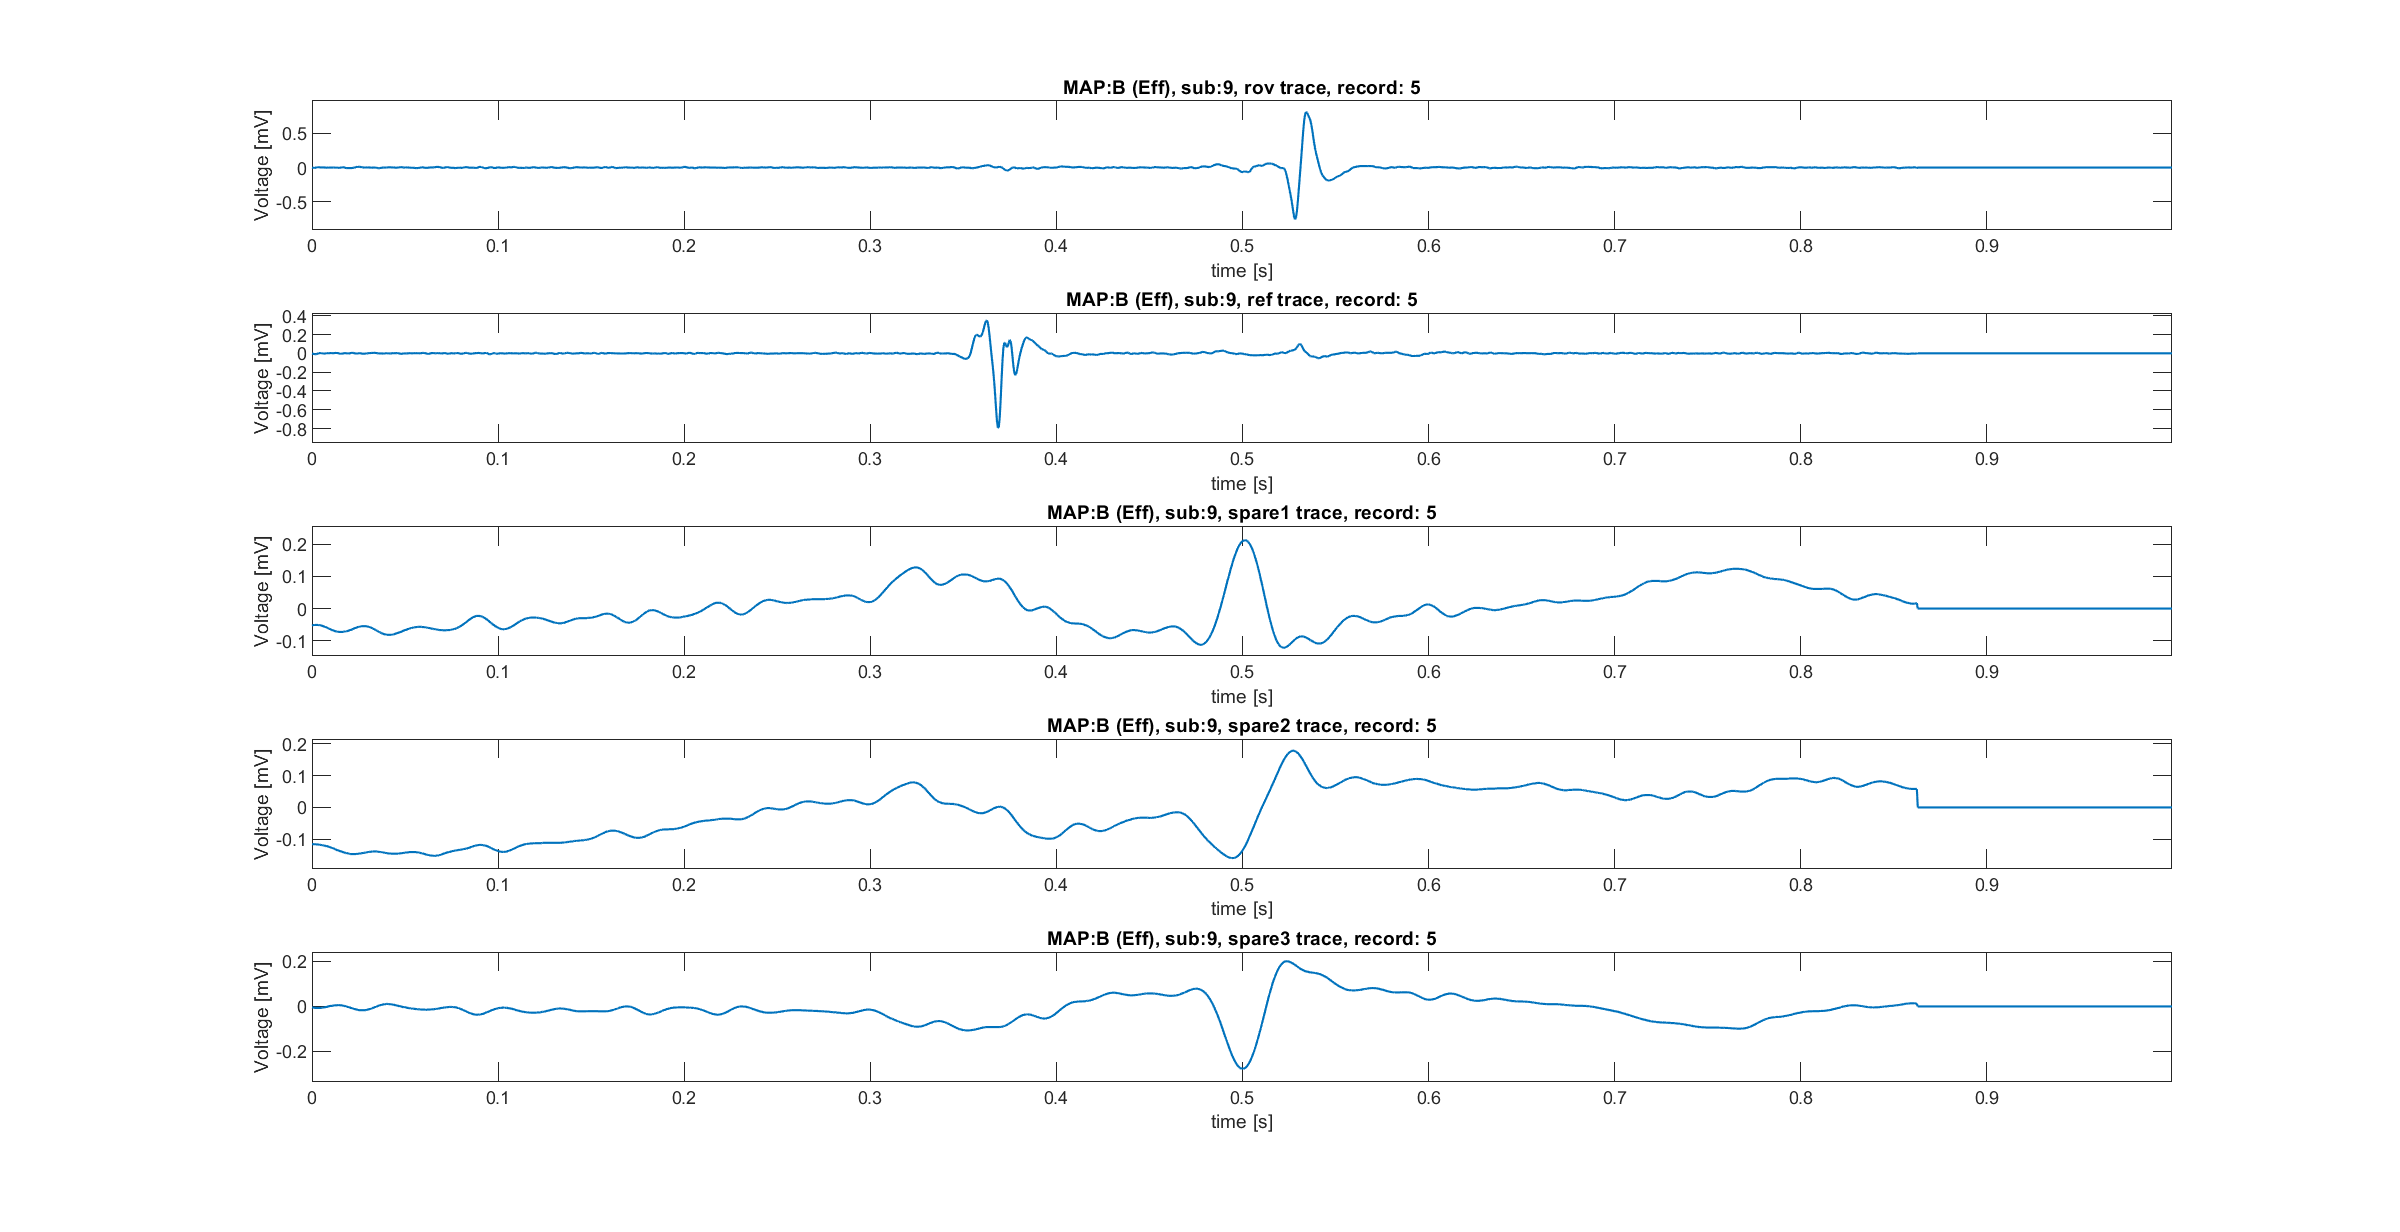 MAP:B (Eff), sub:9, rov trace, record: 5
Voltage [mV]
0.5
0
-0.5
0 0.1 0.2 0.3 0.4 0.5 0.6 0.7 0.8 0.9
time [s]
MAP:B (Eff), sub:9, ref trace, record: 5
Voltage [mV]
0.4
0.2
0
-0.2
-0.4
-0.6
-0.8
0 0.1 0.2 0.3 0.4 0.5 0.6 0.7 0.8 0.9
time [s]
MAP:B (Eff), sub:9, spare1 trace, record: 5
Voltage [mV]
0.2
0.1
0
-0.1
0 0.1 0.2 0.3 0.4 0.5 0.6 0.7 0.8 0.9
time [s]
MAP:B (Eff), sub:9, spare2 trace, record: 5
Voltage [mV]
0.2
0.1
0
-0.1
0 0.1 0.2 0.3 0.4 0.5 0.6 0.7 0.8 0.9
time [s]
MAP:B (Eff), sub:9, spare3 trace, record: 5
Voltage [mV]
0.2
0
-0.2
0 0.1 0.2 0.3 0.4 0.5 0.6 0.7 0.8 0.9
time [s]